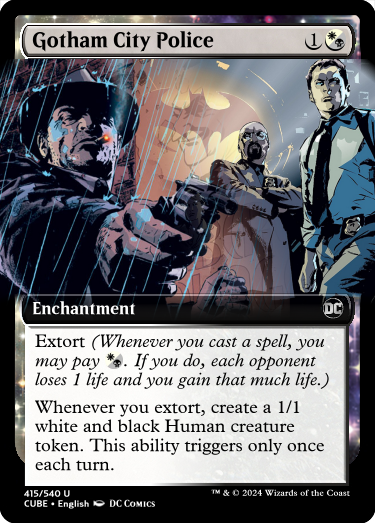 Gotham City Police 1
Enchantment DC
Extort (Whenever you cast a spell, you
may pay . If you do, each opponent
loses 1 life and you gain that much life.)
Whenever you extort, create a 1/1
white and black Human creature
token. This ability triggers only once
each turn.
415/540 U ™ & © 2024 Wizards of the Coast
CUBE • English DC COMICS